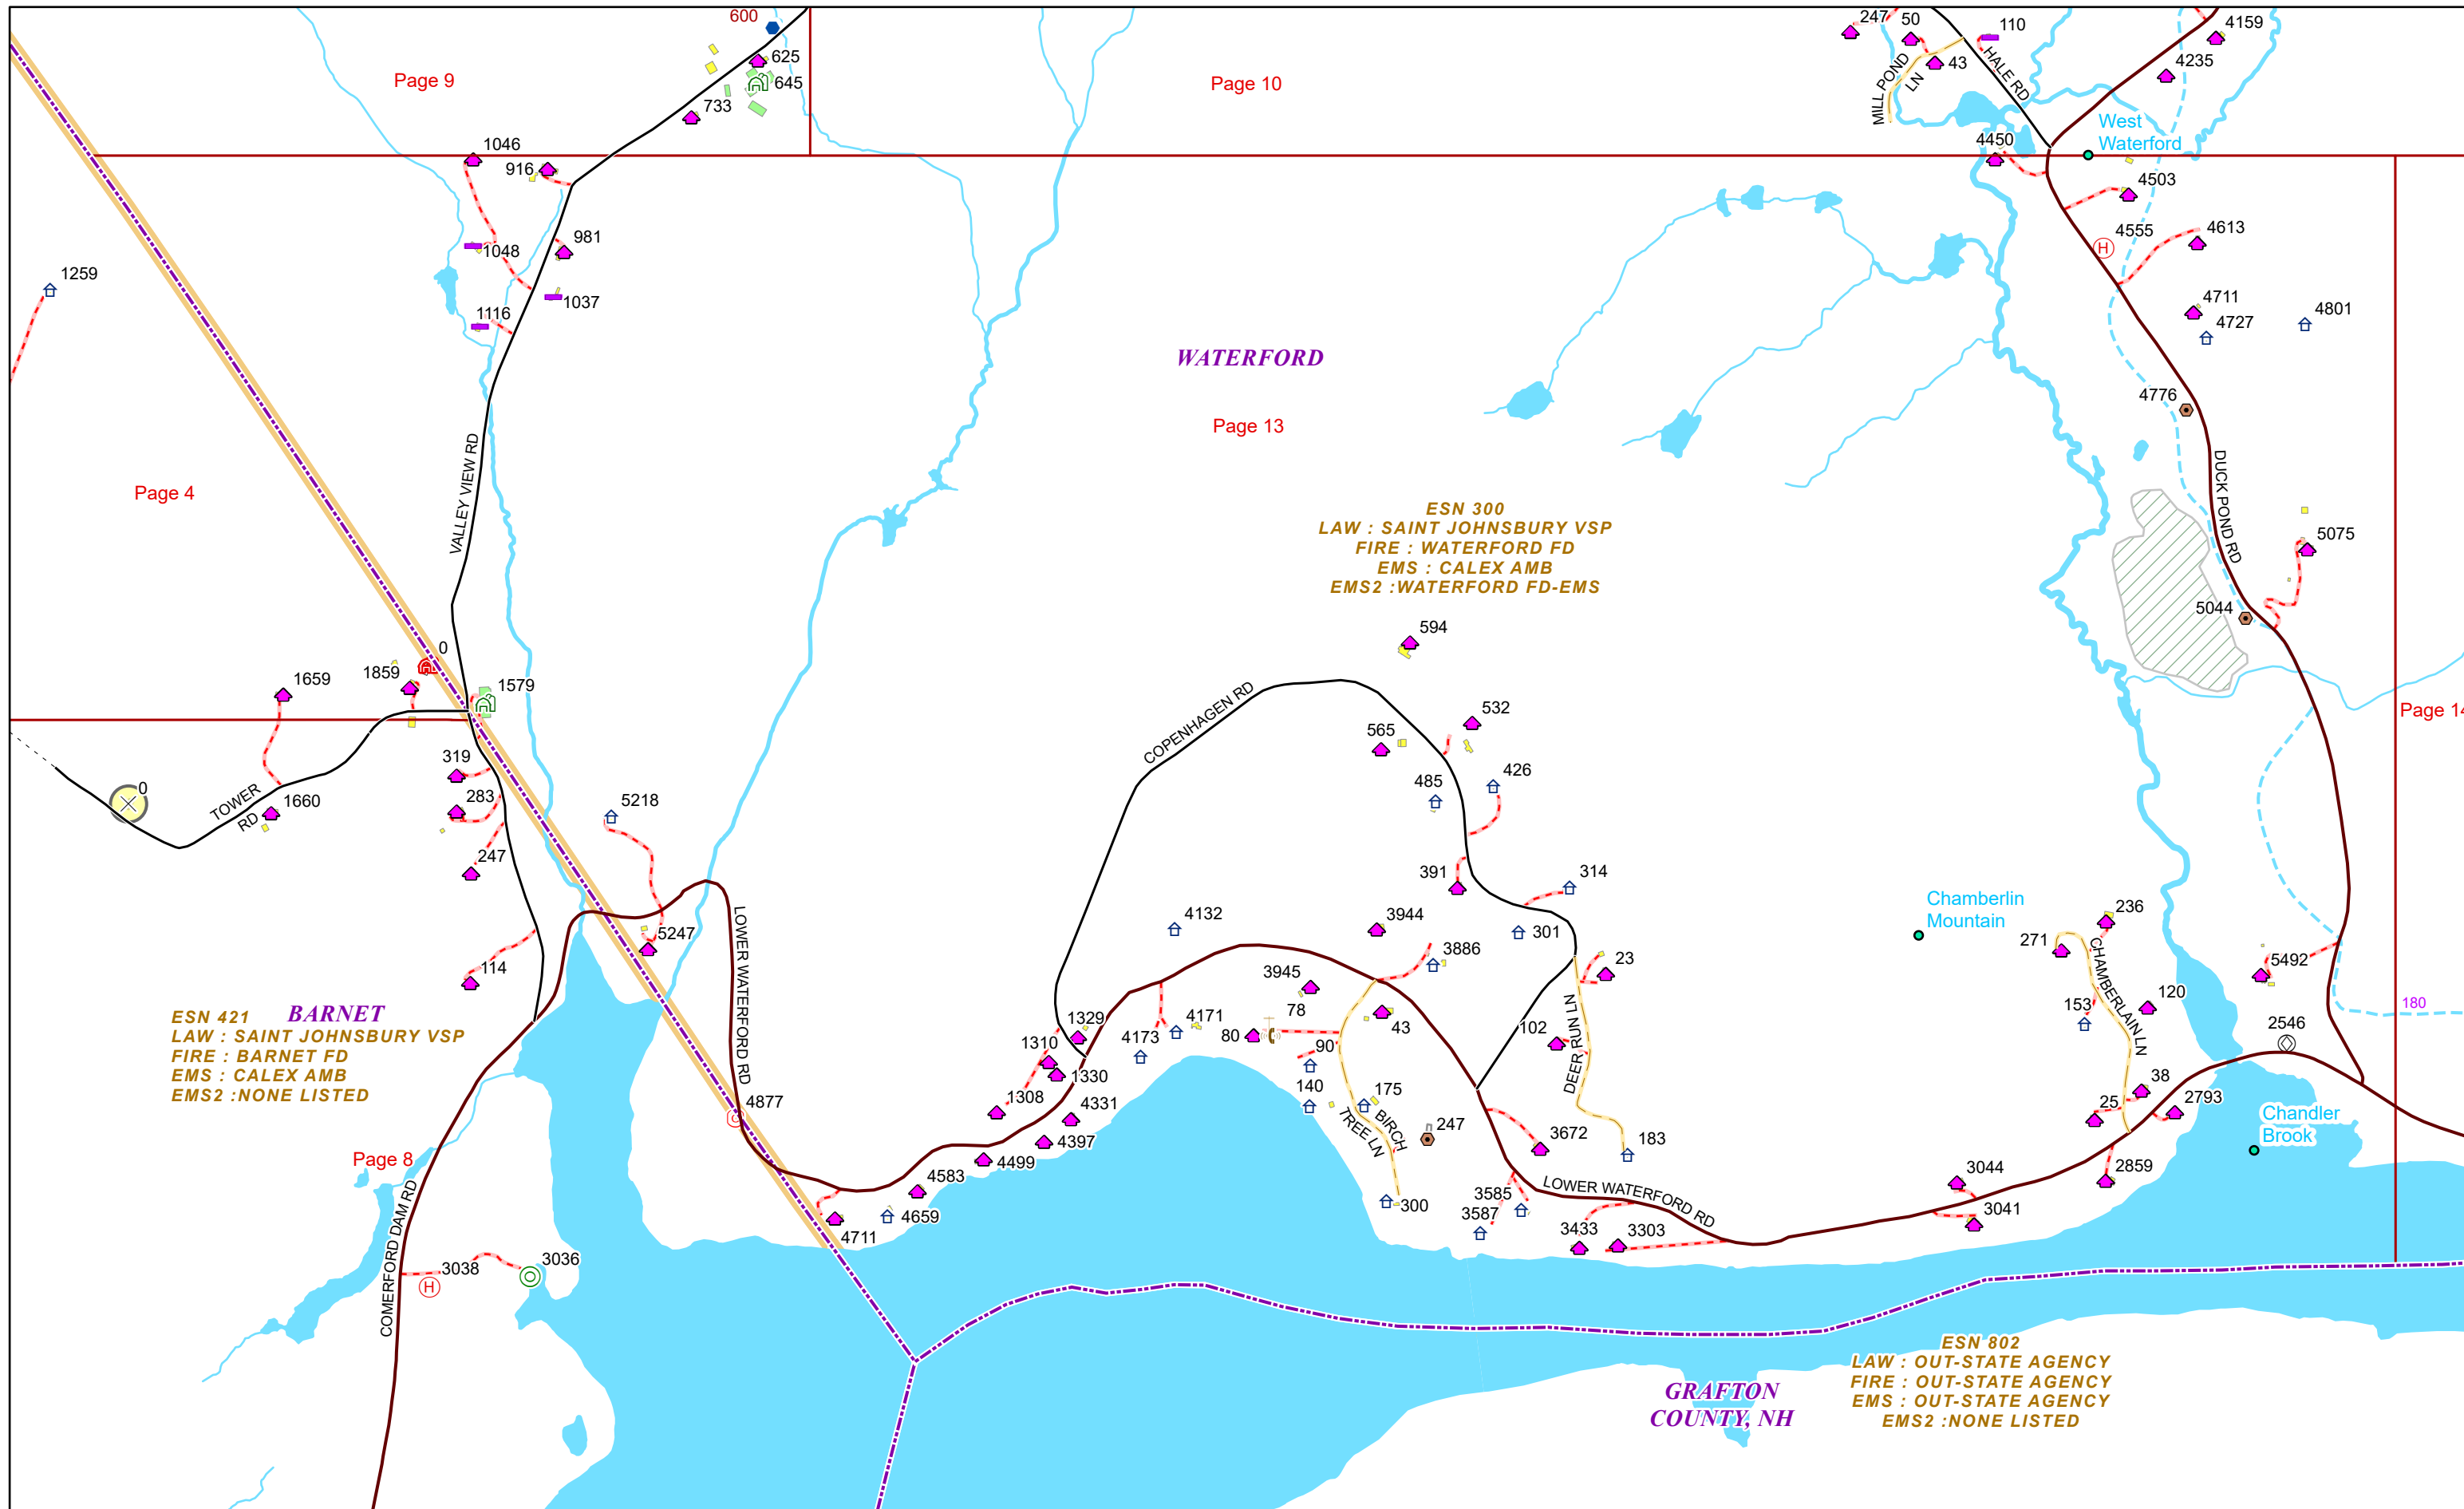 600
247
50
110
4159
625
Page 9
Page 10
4235
43
HALE RD
MILL POND
LN
645
733
West
Waterford
1046
4450
916
4503
981
4555
H
4613
1048
1259
1037
4711
4801
1116
4727
WATERFORD
4776
Page 13
VALLEY VIEW RD
DUCK POND RD
Page 4
ESN 300
LAW : SAINT JOHNSBURY VSP
FIRE : WATERFORD FD
EMS : CALEX AMB
EMS2 :WATERFORD FD-EMS
5075
5044
594
0
1859
1659
1579
COPENHAGEN RD
532
565
Page 14
319
485
426
0
283
TOWER
RD
1660
5218
247
391
314
Chamberlin
Mountain
236
4132
3944
301
271
LOWER WATERFORD RD
5247
CHAMBERLAIN LN
3886
23
5492
114
3945
DEER RUN LN
153
120
180
ESN 421
BARNET
LAW : SAINT JOHNSBURY VSP
FIRE : BARNET FD
EMS : CALEX AMB
EMS2 :NONE LISTED
78
43
1329
4171
4173
80
90
102
2546
1310
1330
140
175
38
25
2793
1308
4877
4331
BIRCH
TREE LN
247
Chandler
Brook
4397
3672
183
Page 8
4499
4583
3044
2859
COMERFORD DAM RD
4659
4711
300
3585
3587
LOWER WATERFORD RD
3433
3303
3041
3038
H
3036
ESN 802
LAW : OUT-STATE AGENCY
FIRE : OUT-STATE AGENCY
EMS : OUT-STATE AGENCY
EMS2 :NONE LISTED
GRAFTON
COUNTY, NH